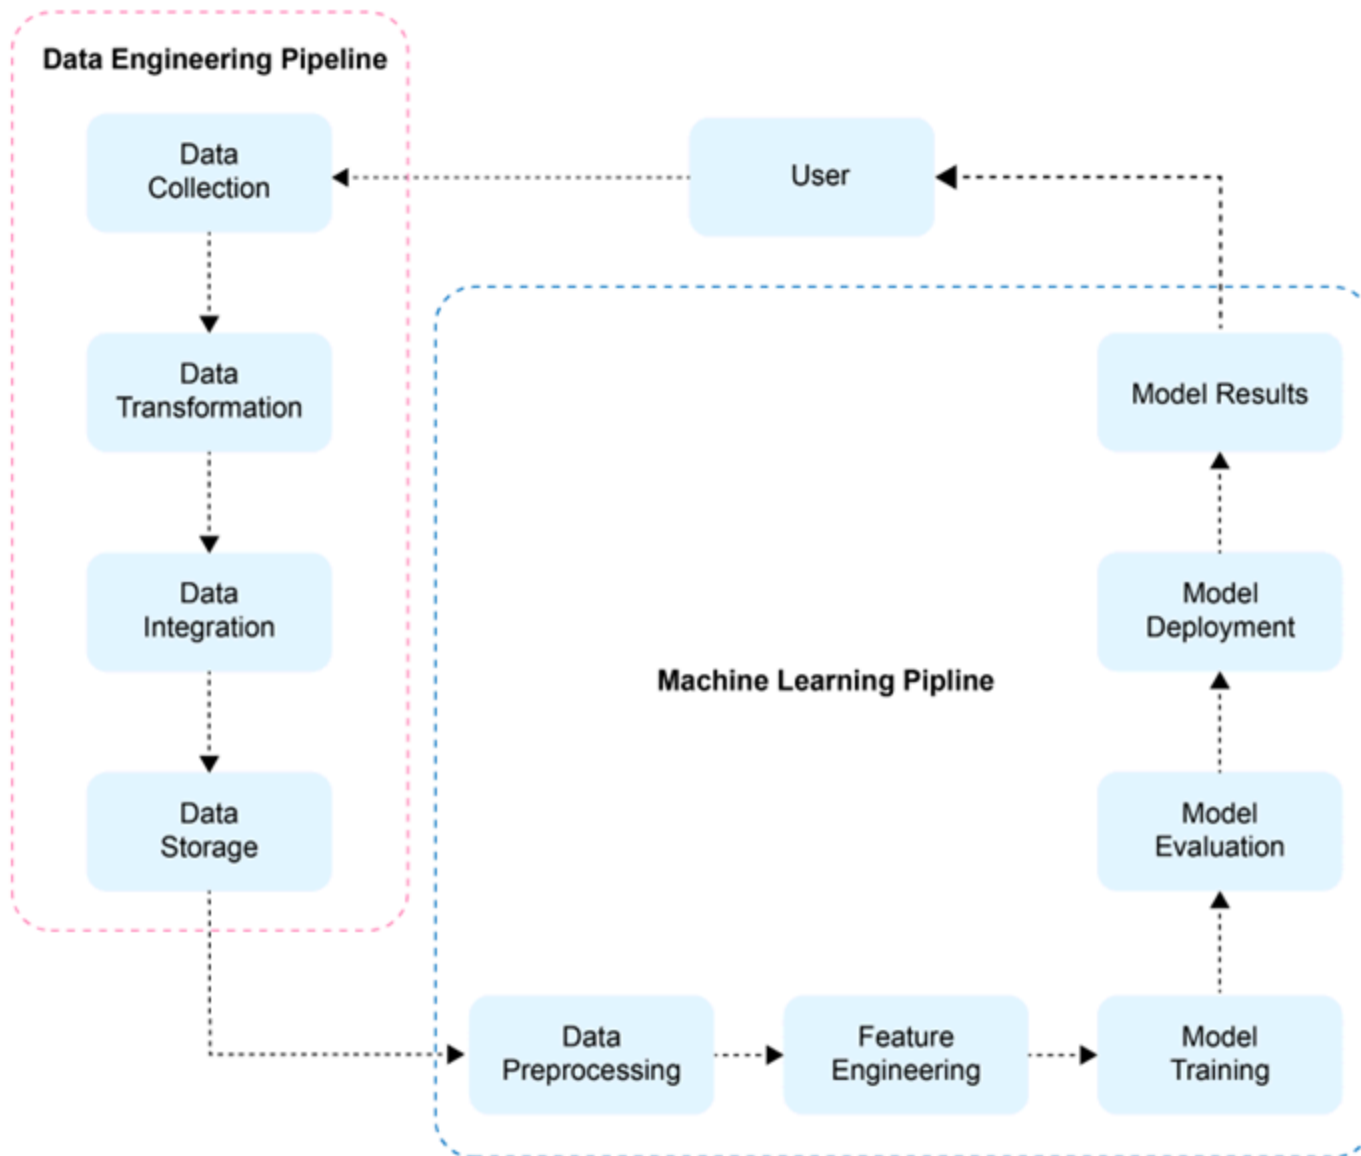 Data Engineering Pipeline
Data
Collection
User
Data
Transformation
Model Results
Data
Integration
Model
Deployment
Machine Learning Pipline
Data
Storage
Model
Evaluation
Data
Preprocessing
Feature
Engineering
Model
Training